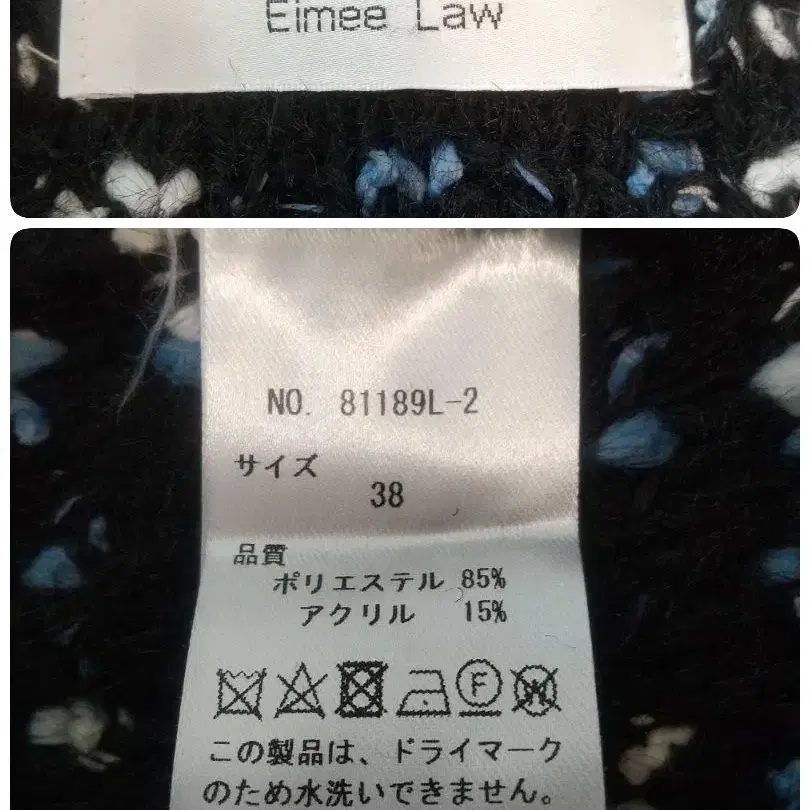 Eimee Law
NO. 81189L-2
サイズ
38
品質
ポリエステル 85%
アクリル 15%
F
W
この製品は、ドライマーク
のため水洗いできません。